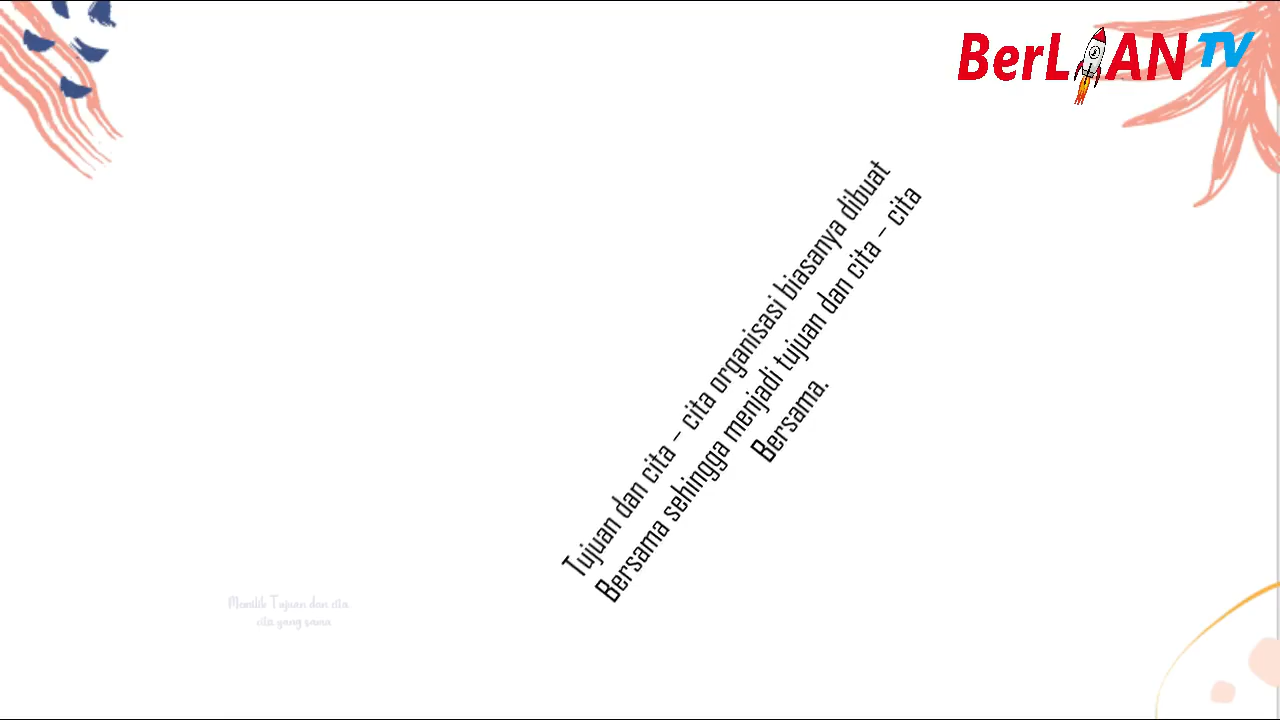 BerLIAN TV
Tujuan dan cita – cita organisasi biasanya dibuat
Bersama sehingga menjadi tujuan dan cita – cita
Bersama.
Memilik Tujuan dan cita
cita yang sama